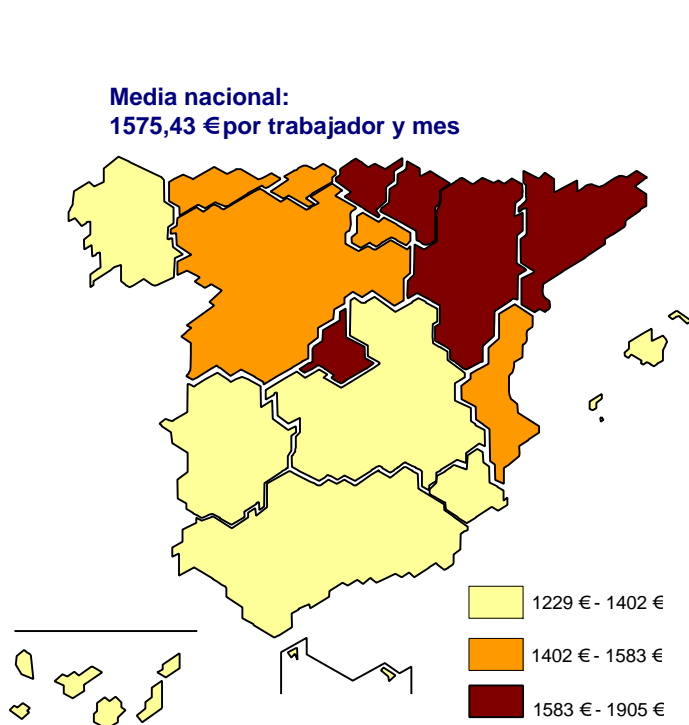 Media nacional:
1575,43 € por trabajador y mes
1229 € - 1402 €
1402 € - 1583 €
1583 € - 1905 €